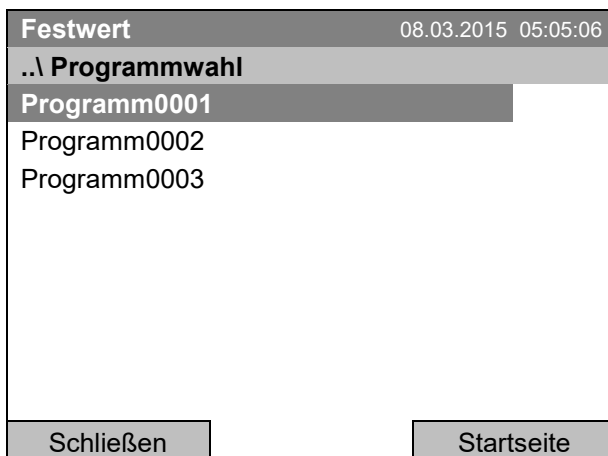 Festwert 08.03.2015 05:05:06
..\ Programmwahl
Programm0001
Programm0002
Programm0003
Schließen Startseite